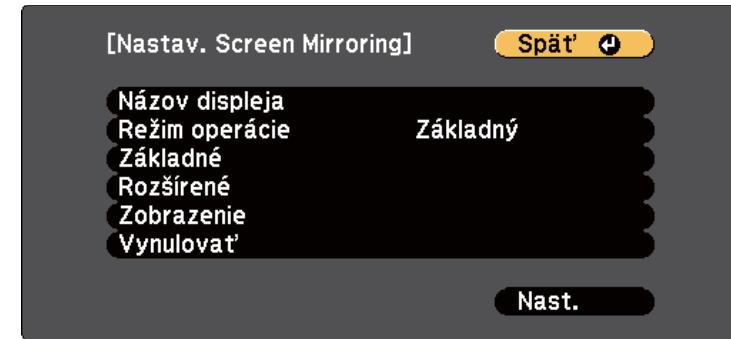 [Nastav. Screen Mirroring] Späť
Názov displeja
Režim operácie Základný
Základné
Rozšírené
Zobrazenie
Vynulovať
Nast.